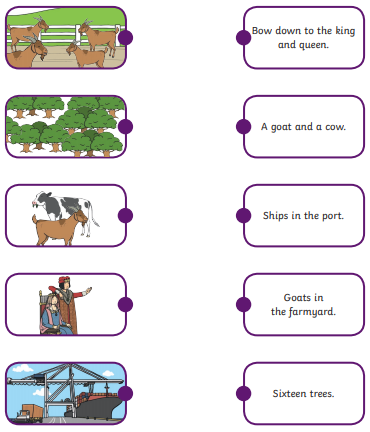 Bow down to the king
and queen.
A goat and a cow.
Ships in the port.
Goats in
the farmyard.
Sixteen trees.